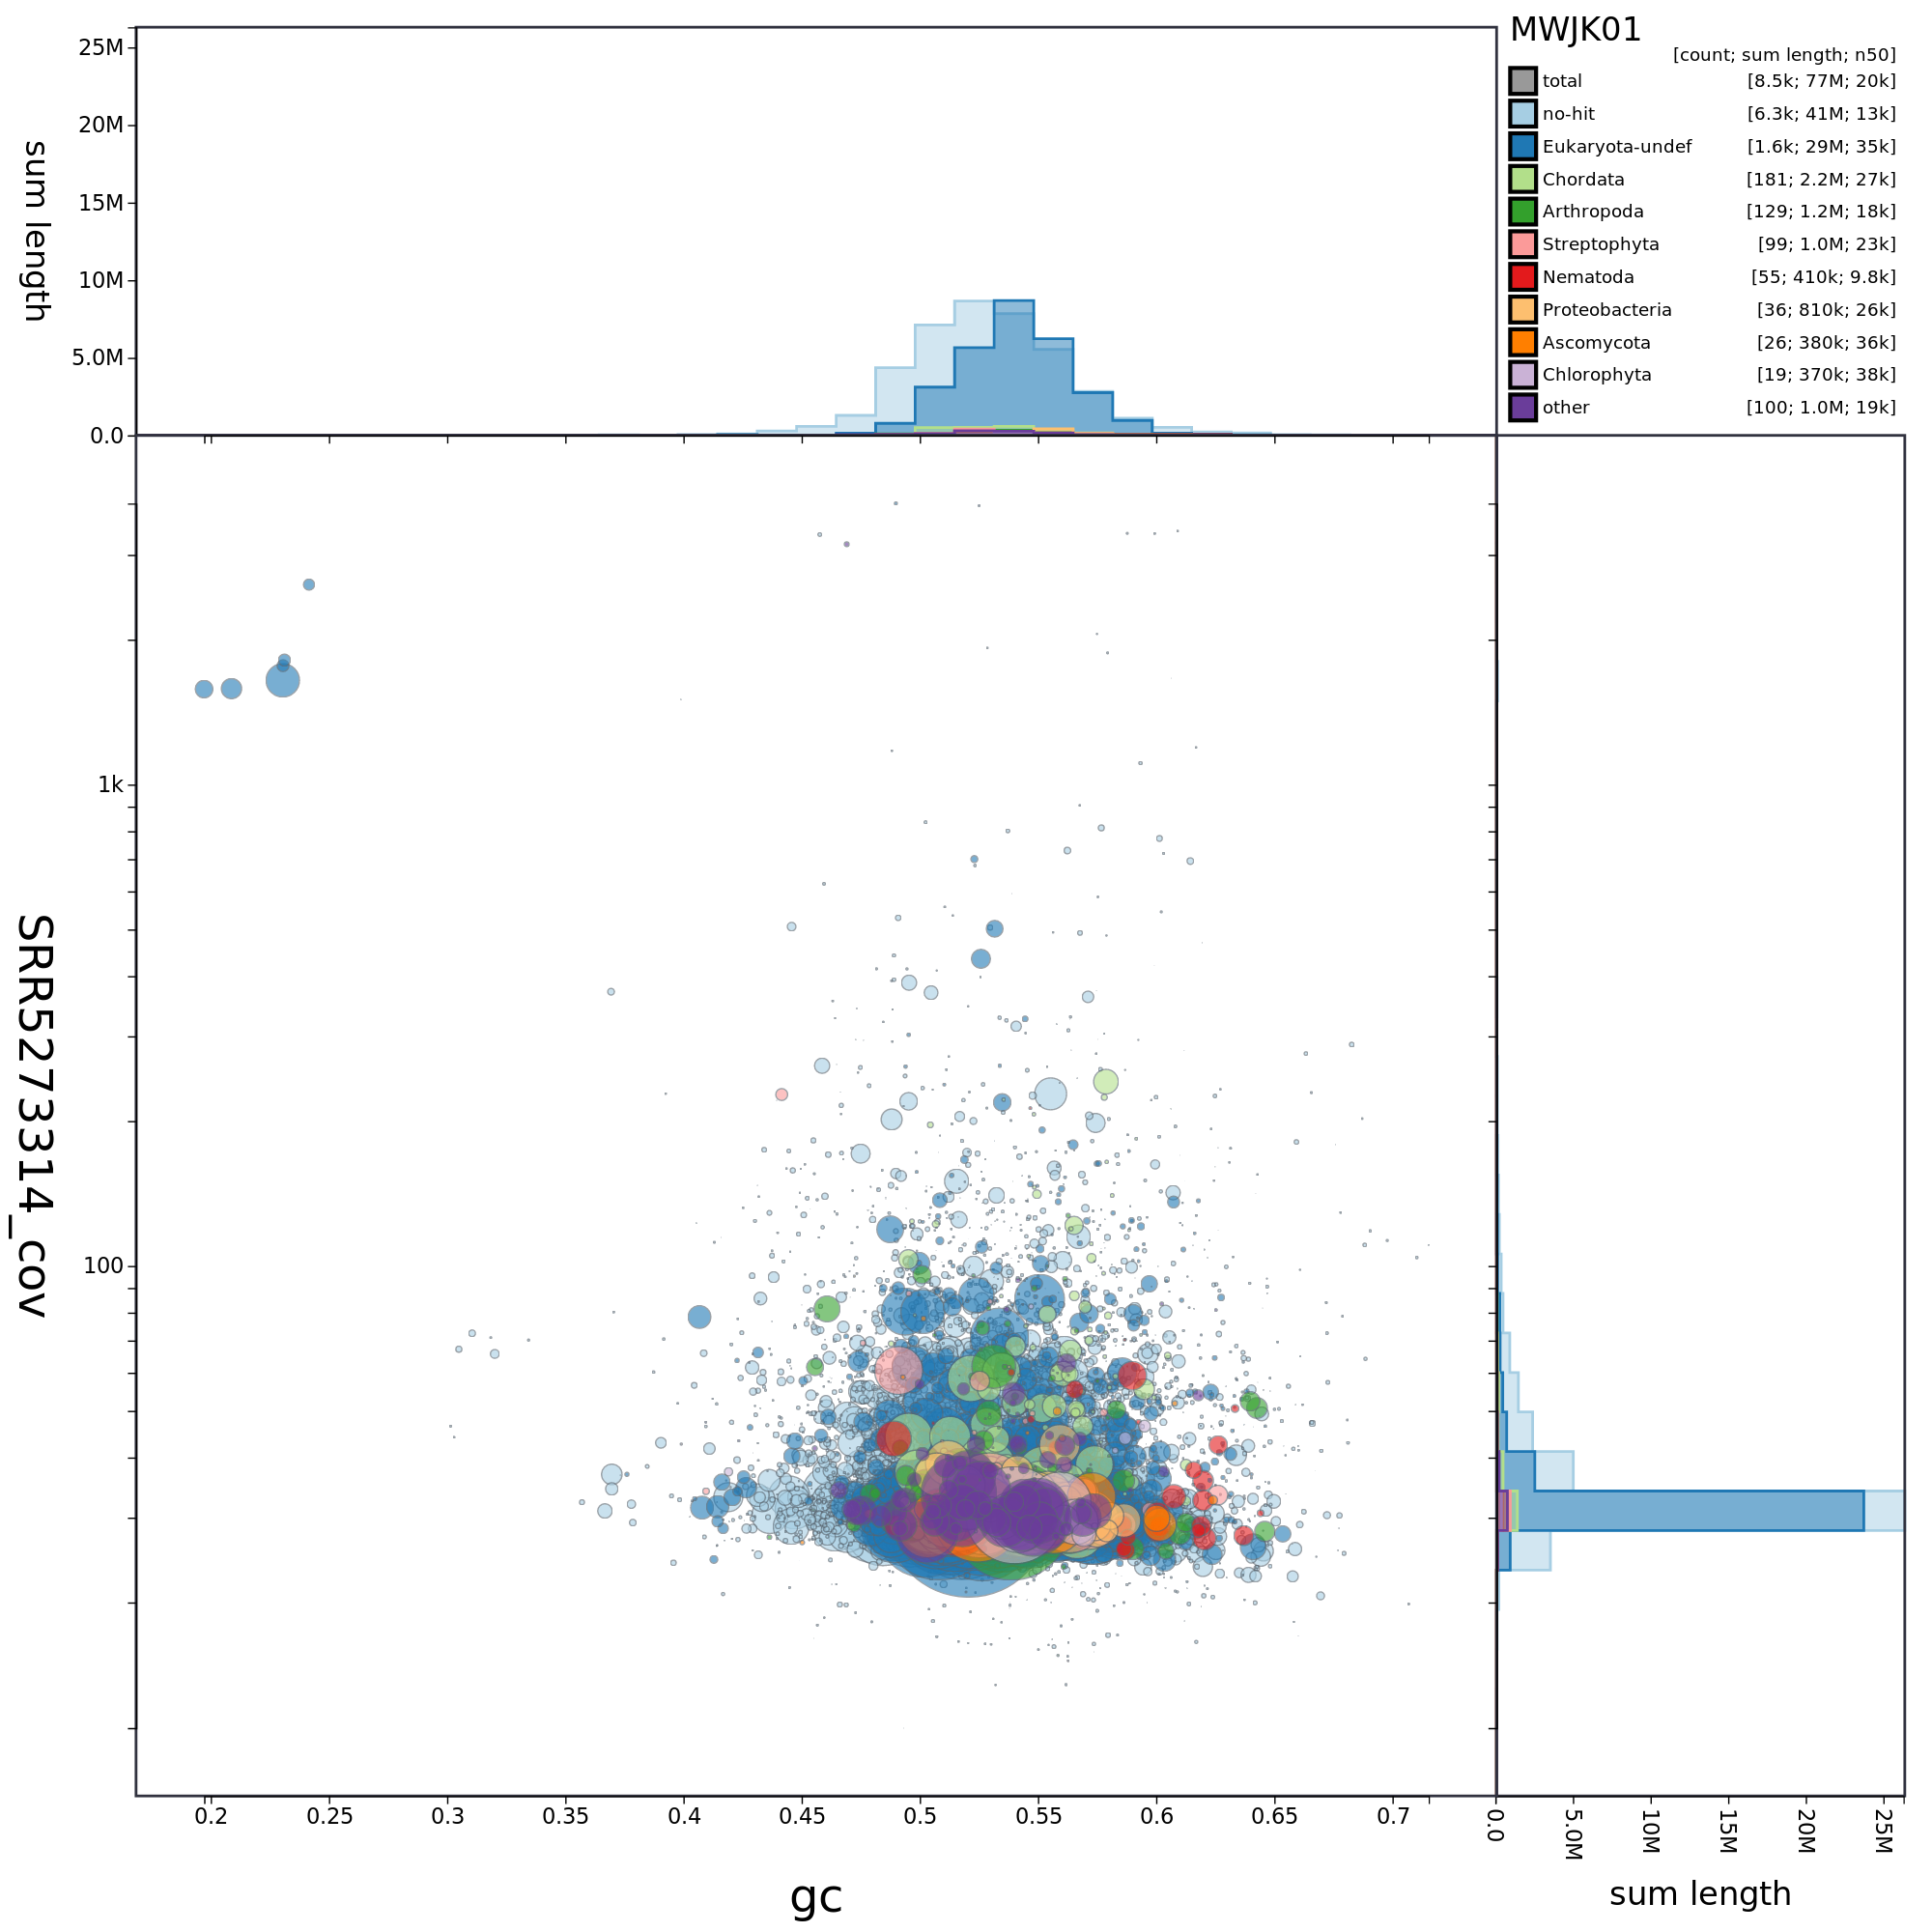 MWJK01
[count; sum length; n50]
total [8.5k; 77M; 20k]
no-hit [6.3k; 41M; 13k]
Eukaryota-undef [1.6k; 29M; 35k]
Chordata [181; 2.2M; 27k]
Arthropoda [129; 1.2M; 18k]
Streptophyta [99; 1.0M; 23k]
Nematoda [55; 410k; 9.8k]
Proteobacteria [36; 810k; 26k]
Ascomycota [26; 380k; 36k]
Chlorophyta [19; 370k; 38k]
other [100; 1.0M; 19k]
sum length
25M
20M
15M
10M
5.0M
0.0
SRR5273314_cov
1k
100
0.2 0.25 0.3 0.35 0.4 0.45 0.5 0.55 0.6 0.65 0.7
gc
0.0 5.0M 10M 15M 20M 25M
sum length